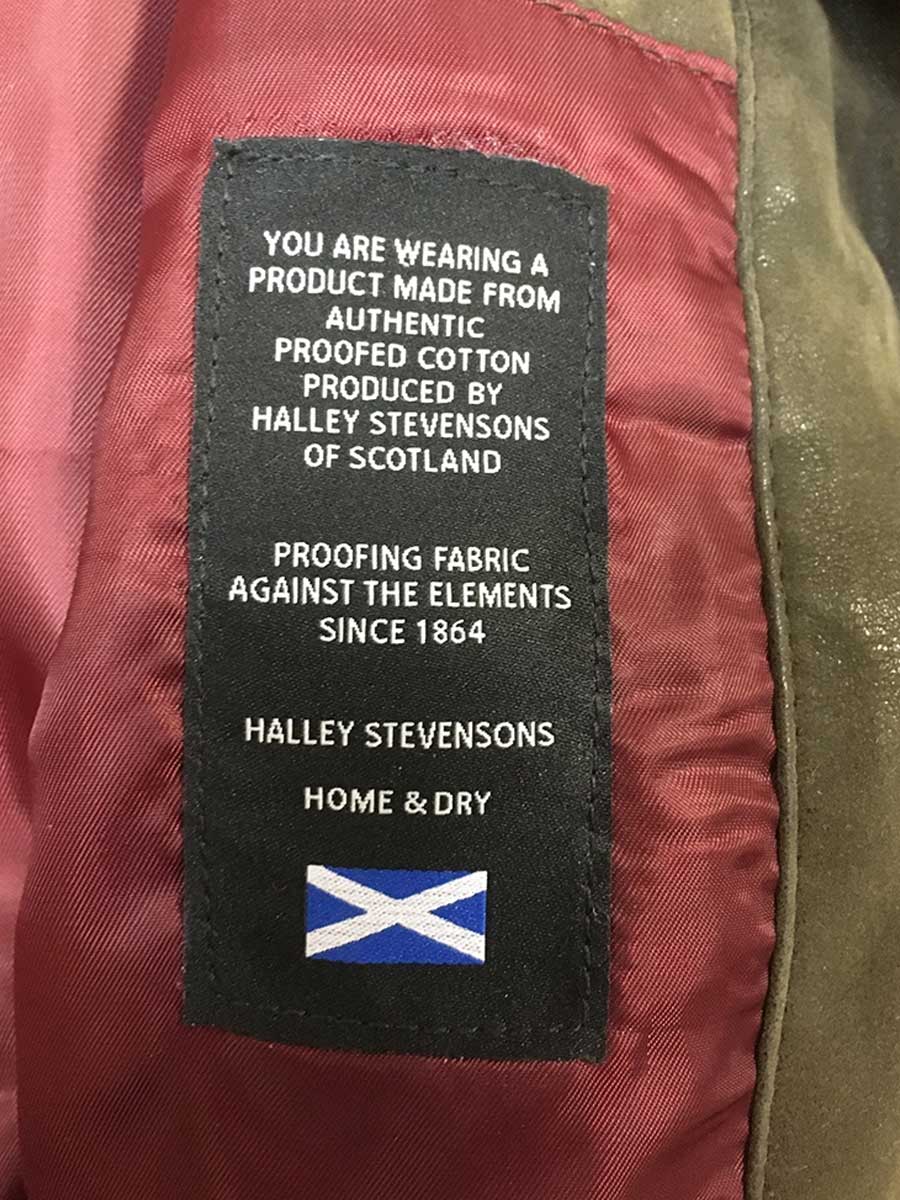 YOU ARE WEARING A
PRODUCT MADE FROM
AUTHENTIC
PROOFED COTTON
PRODUCED BY
HALLEY STEVENSONS
OF SCOTLAND
PROOFING FABRIC
AGAINST THE ELEMENTS
SINCE 1864
HALLEY STEVENSONS
HOME & DRY